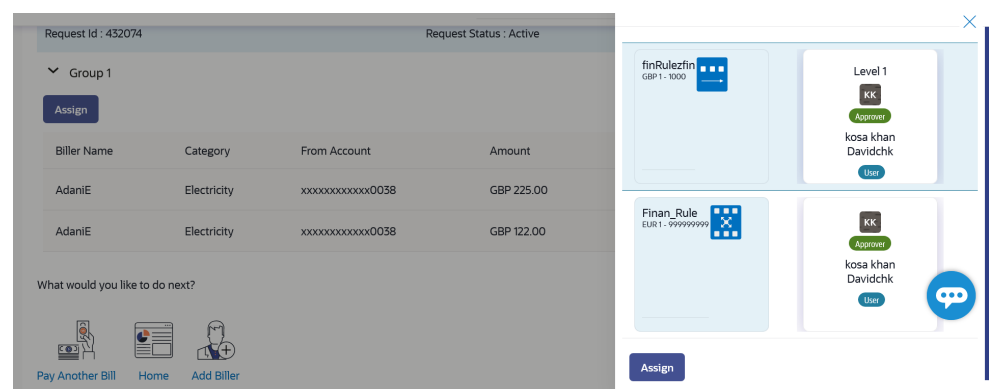 Request Id : 432074
Request Status : Active
Group 1
Assign
Biller Name Category From Account Amount
AdaniE Electricity xxxxxxxxxxxx0038 GBP 225.00
AdaniE Electricity xxxxxxxxxxxx0038 GBP 122.00
What would you like to do next?
Pay Another Bill Home Add Biller
finRulezfin
GBP 1 - 1000
Level 1
KK
Approver
kosa khan
Davidchk
User
Finan_Rule
EUR 1 - 999999999
KK
Approver
kosa khan
Davidchk
User
Assign